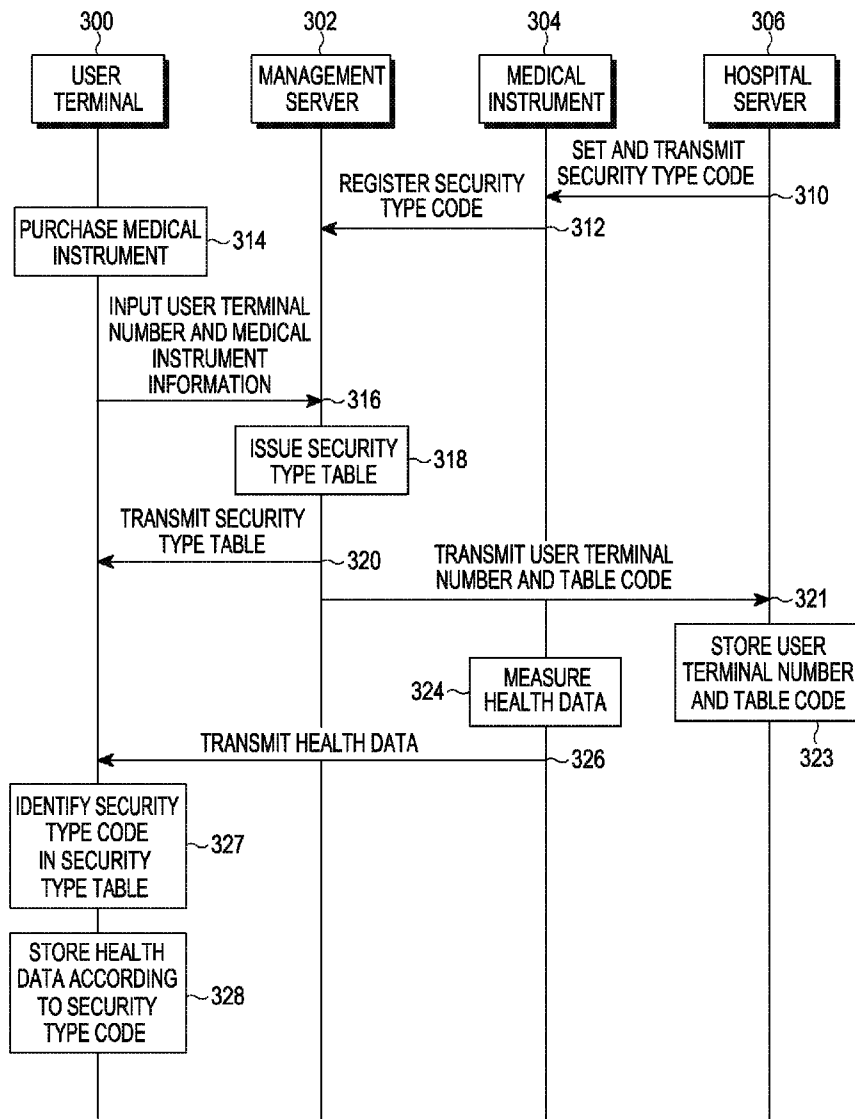 300
302
304
306
USER
TERMINAL
MANAGEMENT
SERVER
MEDICAL
INSTRUMENT
HOSPITAL
SERVER
SET AND TRANSMIT
SECURITY TYPE CODE
310
REGISTER SECURITY
TYPE CODE
312
PURCHASE MEDICAL
INSTRUMENT
314
INPUT USER TERMINAL
NUMBER AND MEDICAL
INSTRUMENT
INFORMATION
316
ISSUE SECURITY
TYPE TABLE
318
TRANSMIT SECURITY
TYPE TABLE
320
TRANSMIT USER TERMINAL
NUMBER AND TABLE CODE
321
STORE USER
TERMINAL NUMBER
AND TABLE CODE
323
324
MEASURE
HEALTH DATA
TRANSMIT HEALTH DATA
326
IDENTIFY SECURITY
TYPE CODE
IN SECURITY
TYPE TABLE
327
STORE HEALTH
DATA ACCORDING
TO SECURITY
TYPE CODE
328